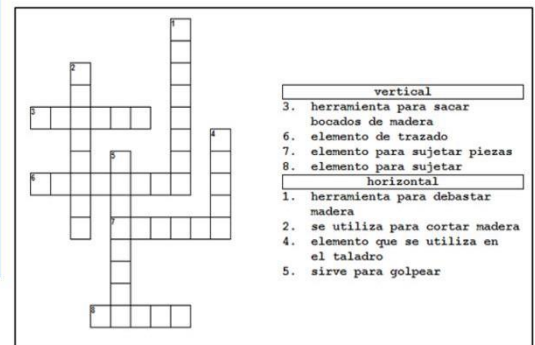 1
2
3
4
5
6
7
8
vertical
3. herramienta para sacar
bocados de madera
6. elemento de trazado
7. elemento para sujetar piezas
8. elemento para sujetar
horizontal
1. herramienta para debastar
madera
2. se utiliza para cortar madera
4. elemento que se utiliza en
el taladro
5. sirve para golpear